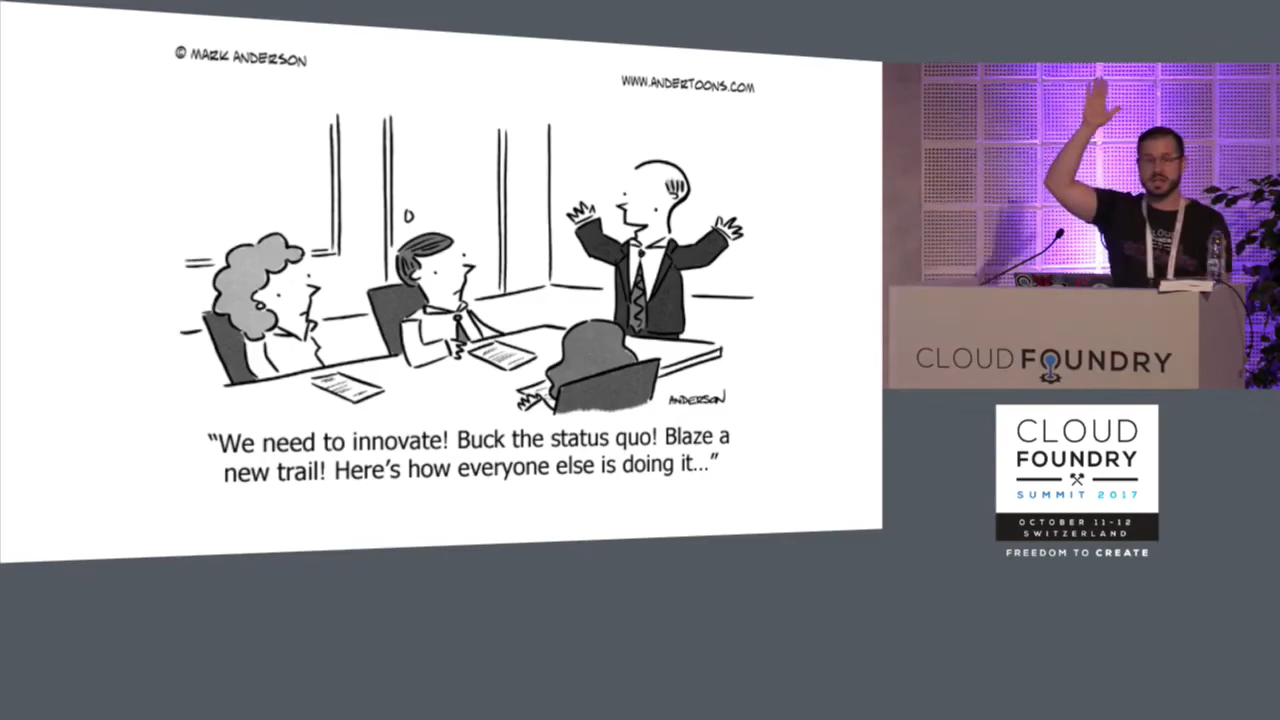 © MARK ANDERSON
WWW.ANDERTOONS.COM
ANDERSON
“We need to innovate! Buck the status quo! Blaze a
new trail! Here’s how everyone else is doing it...”
CLOUD FOUNDRY
CLOUD
FOUNDRY
SUMMIT 2017
OCTOBER 11-12
SWITZERLAND
FREEDOM TO CREATE